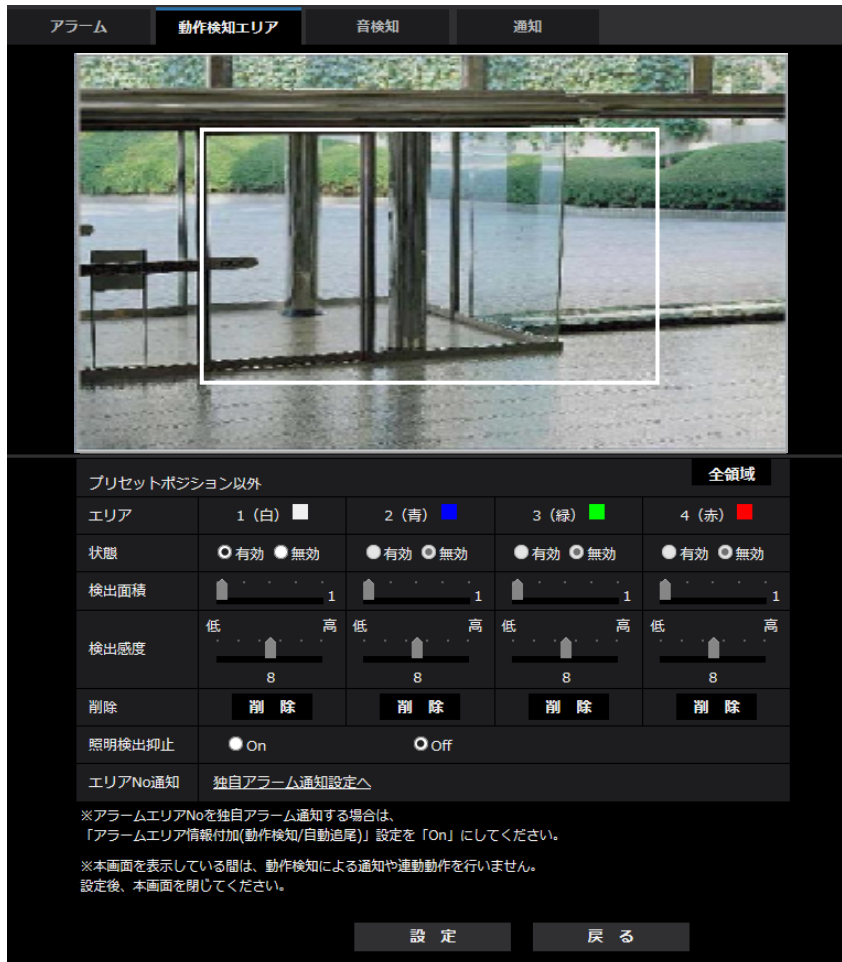 アラーム 動作検知エリア 音検知 通知
プリセットポジション以外 全領域
エリア 1（白） 2（青） 3（緑） 4（赤）
状態 有効 無効 有効 無効 有効 無効 有効 無効
検出面積 1 1 1 1
低 高 低 高 低 高 低 高
検出感度
8 8 8 8
削除 削 除 削 除 削 除 削 除
照明検出抑止 On Off
エリアNo通知 独自アラーム通知設定へ
※アラームエリアNoを独自アラーム通知する場合は、
「アラームエリア情報付加(動作検知/自動追尾)」設定を「On」にしてください。
※本画面を表示している間は、動作検知による通知や連動動作を行いません。
設定後、本画面を閉じてください。
設 定 戻 る